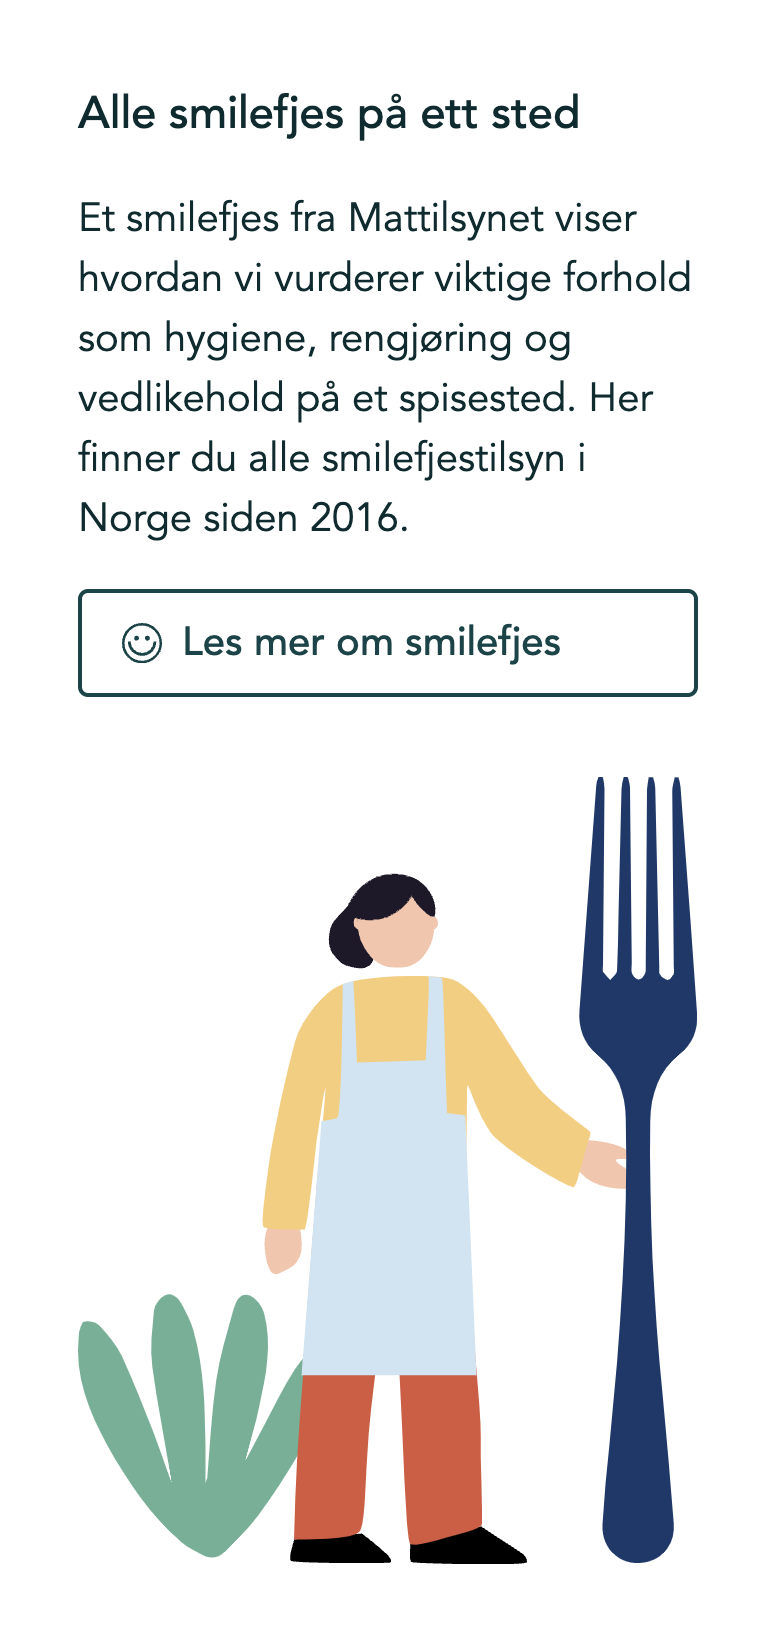 Alle smilefjes på ett sted
Et smilefjes fra Mattilsynet viser
hvordan vi vurderer viktige forhold
som hygiene, rengjøring og
vedlikehold på et spisested. Her
finner du alle smilefjestilsyn i
Norge siden 2016.
Les mer om smilefjes